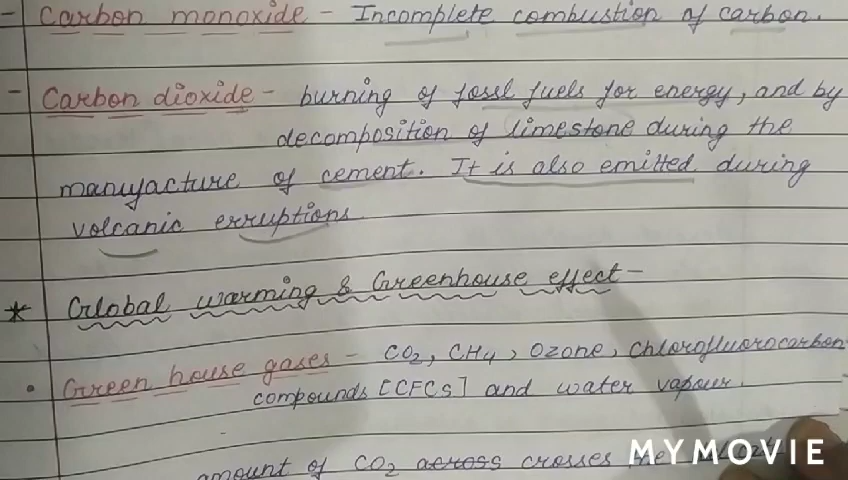 - Carbon monoxide - Incomplete combustion of carbon.
- Carbon dioxide - burning of fossil fuels for energy, and by
decomposition of limestone during the
manufacture of cement. It is also emitted during
volcanic erruptions
* Global warming & Greenhouse effect -
• Green house gases - CO2, CH4, Ozone, Chlorofluorocarbon
compounds [CFCS] and water vapour.
amount of CO2 across crosses the
MYMOVIE